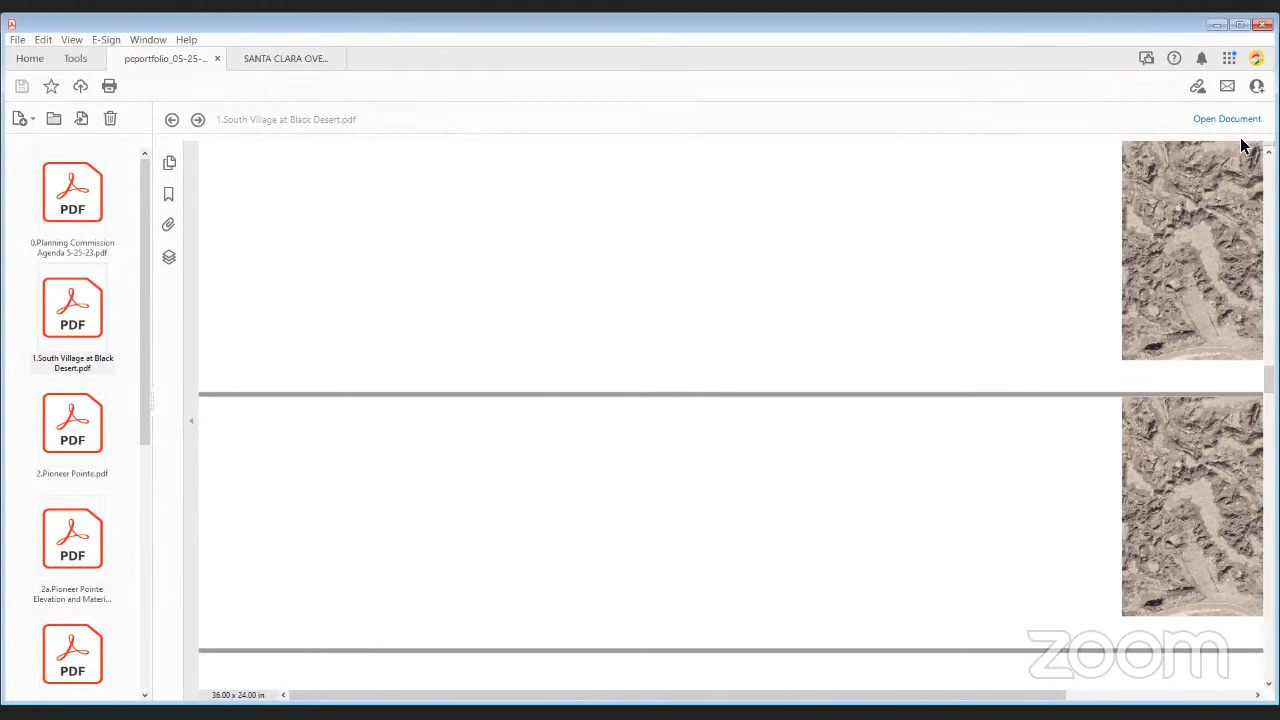 File Edit View E-Sign Window Help
Home Tools pcportfolio_05-25-... × SANTA CLARA OVE...
1.South Village at Black Desert.pdf Open Document
PDF
0.Planning Commission
Agenda 5-25-23.pdf
PDF
1.South Village at Black
Desert.pdf
PDF
2.Pioneer Pointe.pdf
PDF
2a.Pioneer Pointe
Elevation and Materi...
PDF
zoom
36.00 x 24.00 in